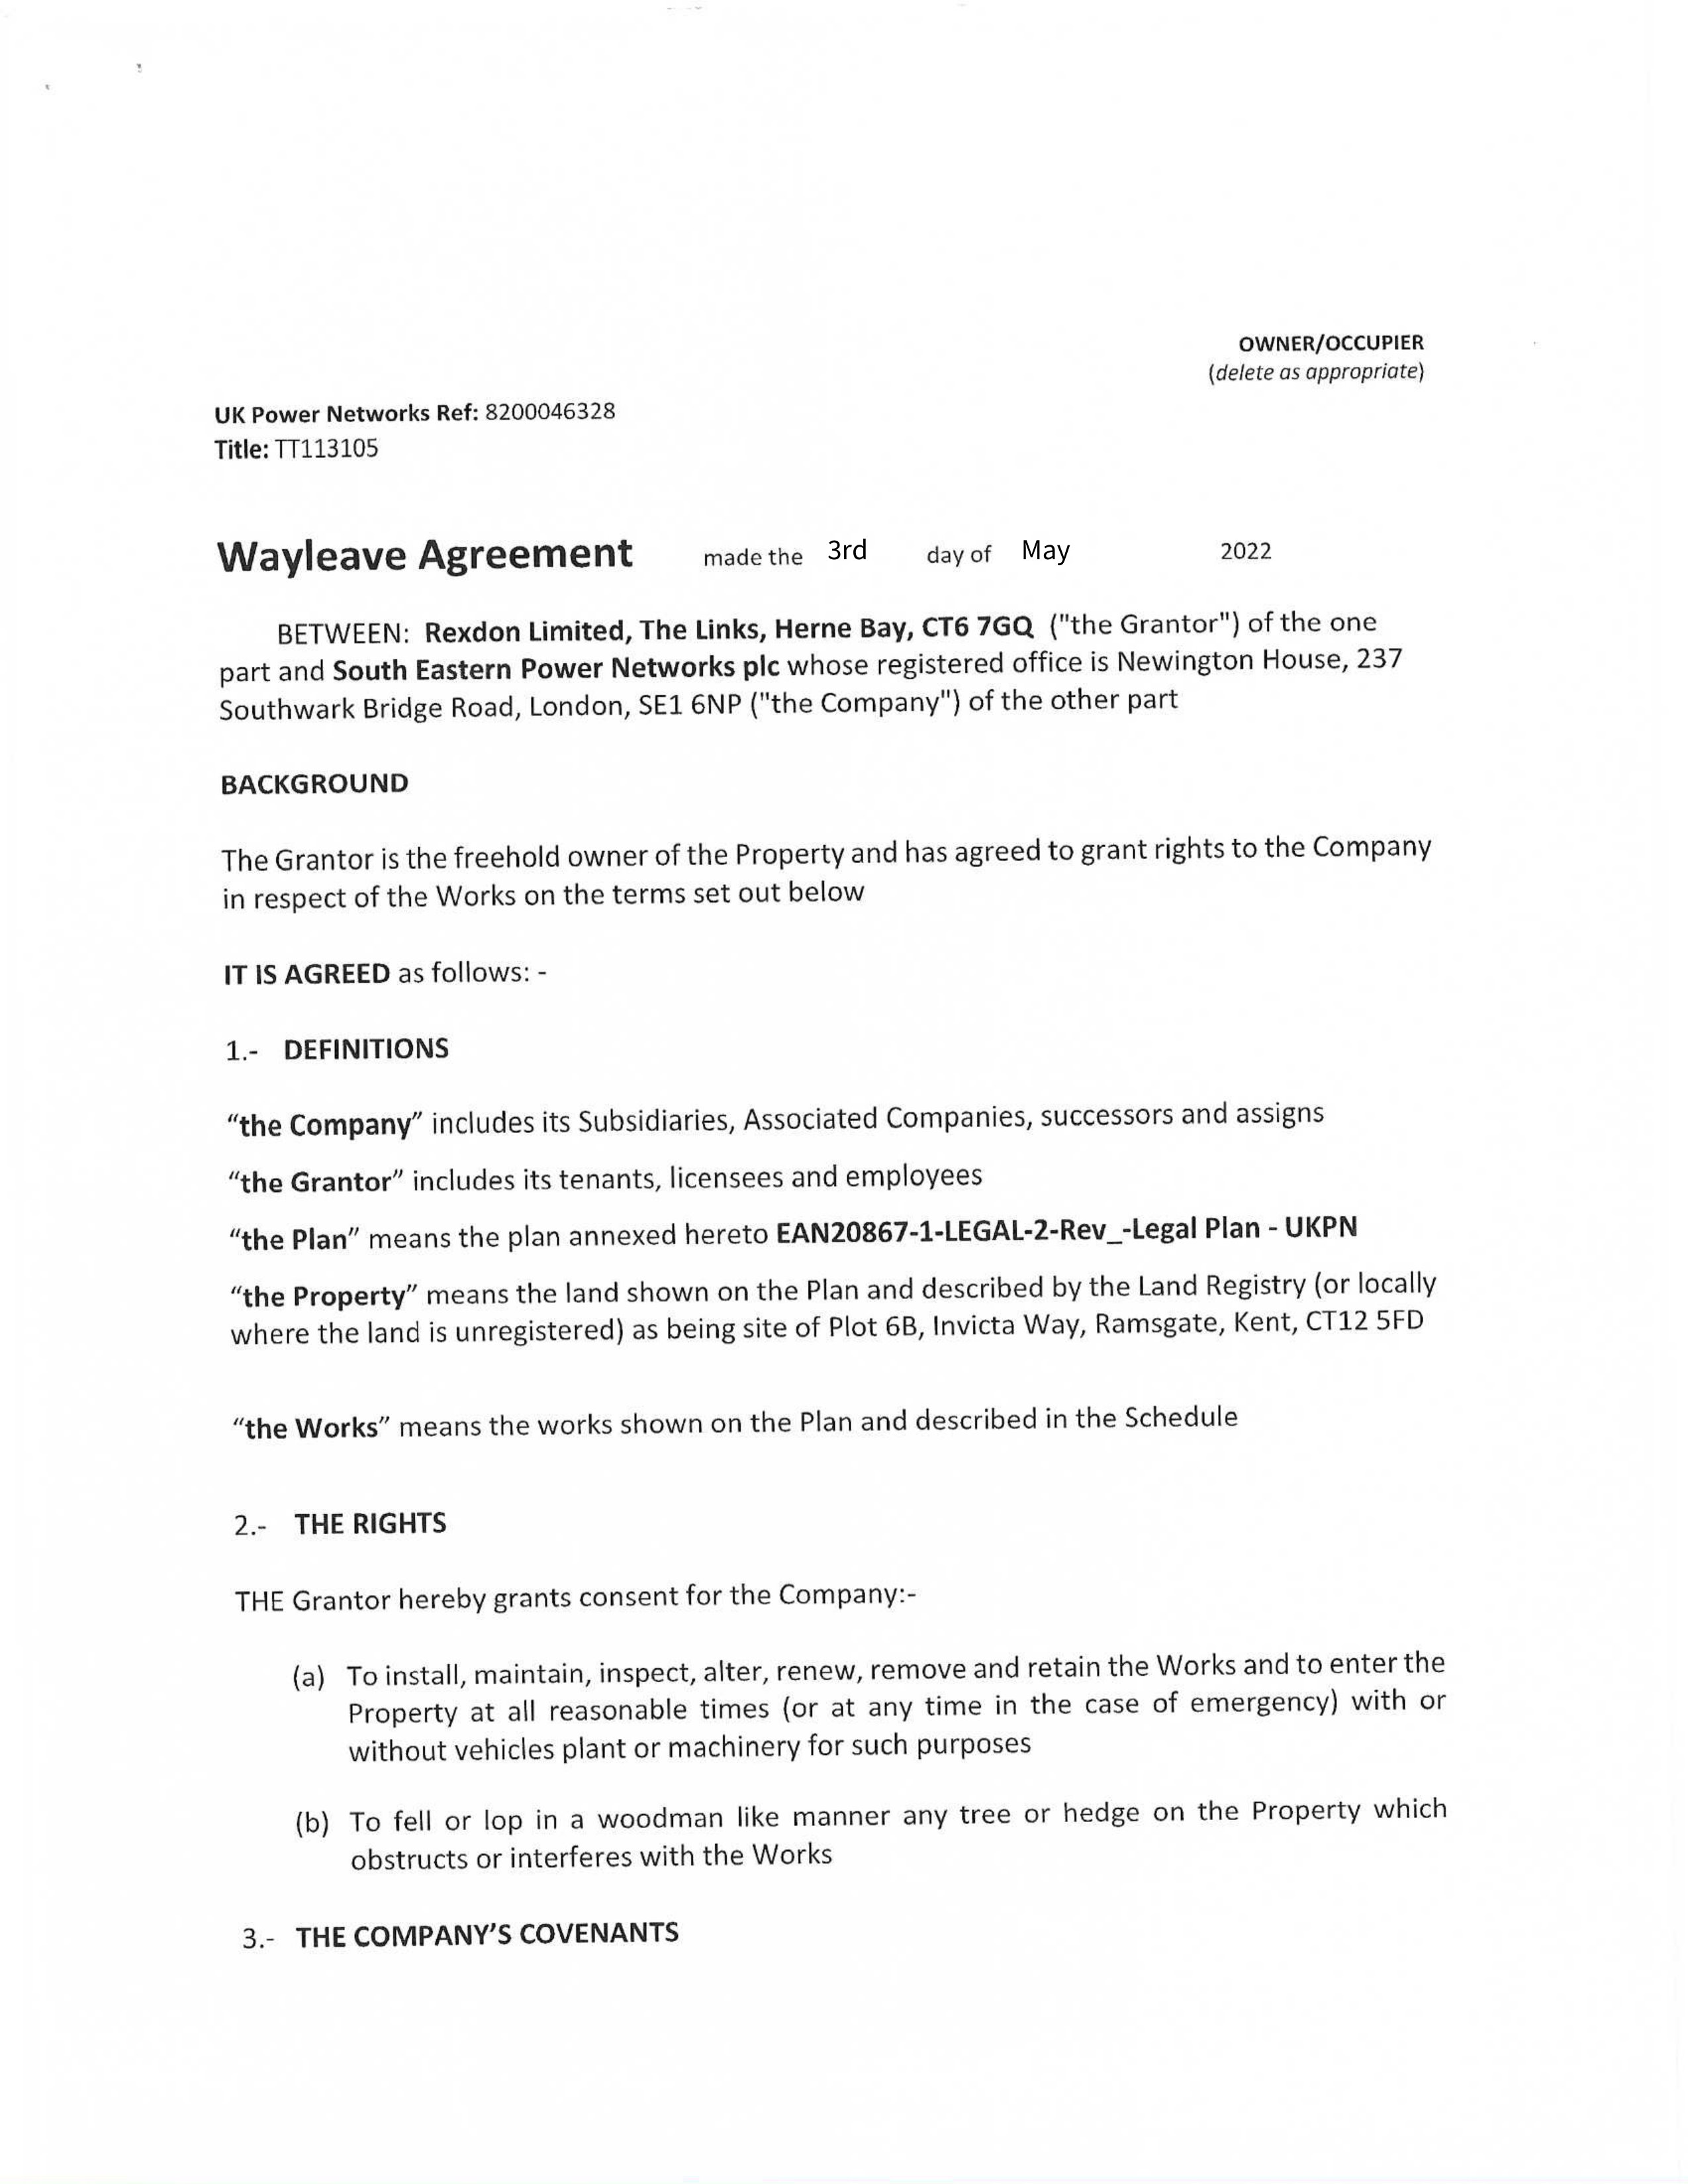 OWNER/OCCUPIER
(delete as appropriate)
UK Power Networks Ref: 8200046328
Title: TT113105
Wayleave Agreement made the 3rd day of May 2022
BETWEEN: Rexdon Limited, The Links, Herne Bay, CT6 7GQ ("the Grantor") of the one
part and South Eastern Power Networks plc whose registered office is Newington House, 237
Southwark Bridge Road, London, SE1 6NP ("the Company") of the other part
BACKGROUND
The Grantor is the freehold owner of the Property and has agreed to grant rights to the Company
in respect of the Works on the terms set out below
IT IS AGREED as follows: -
1.- DEFINITIONS
“the Company” includes its Subsidiaries, Associated Companies, successors and assigns
“the Grantor” includes its tenants, licensees and employees
“the Plan” means the plan annexed hereto EAN20867-1-LEGAL-2-Rev_-Legal Plan - UKPN
“the Property” means the land shown on the Plan and described by the Land Registry (or locally
where the land is unregistered) as being site of Plot 6B, Invicta Way, Ramsgate, Kent, CT12 5FD
“the Works” means the works shown on the Plan and described in the Schedule
2.- THE RIGHTS
THE Grantor hereby grants consent for the Company:-
(a) To install, maintain, inspect, alter, renew, remove and retain the Works and to enter the
Property at all reasonable times (or at any time in the case of emergency) with or
without vehicles plant or machinery for such purposes
(b) To fell or lop in a woodman like manner any tree or hedge on the Property which
obstructs or interferes with the Works
3.- THE COMPANY’S COVENANTS